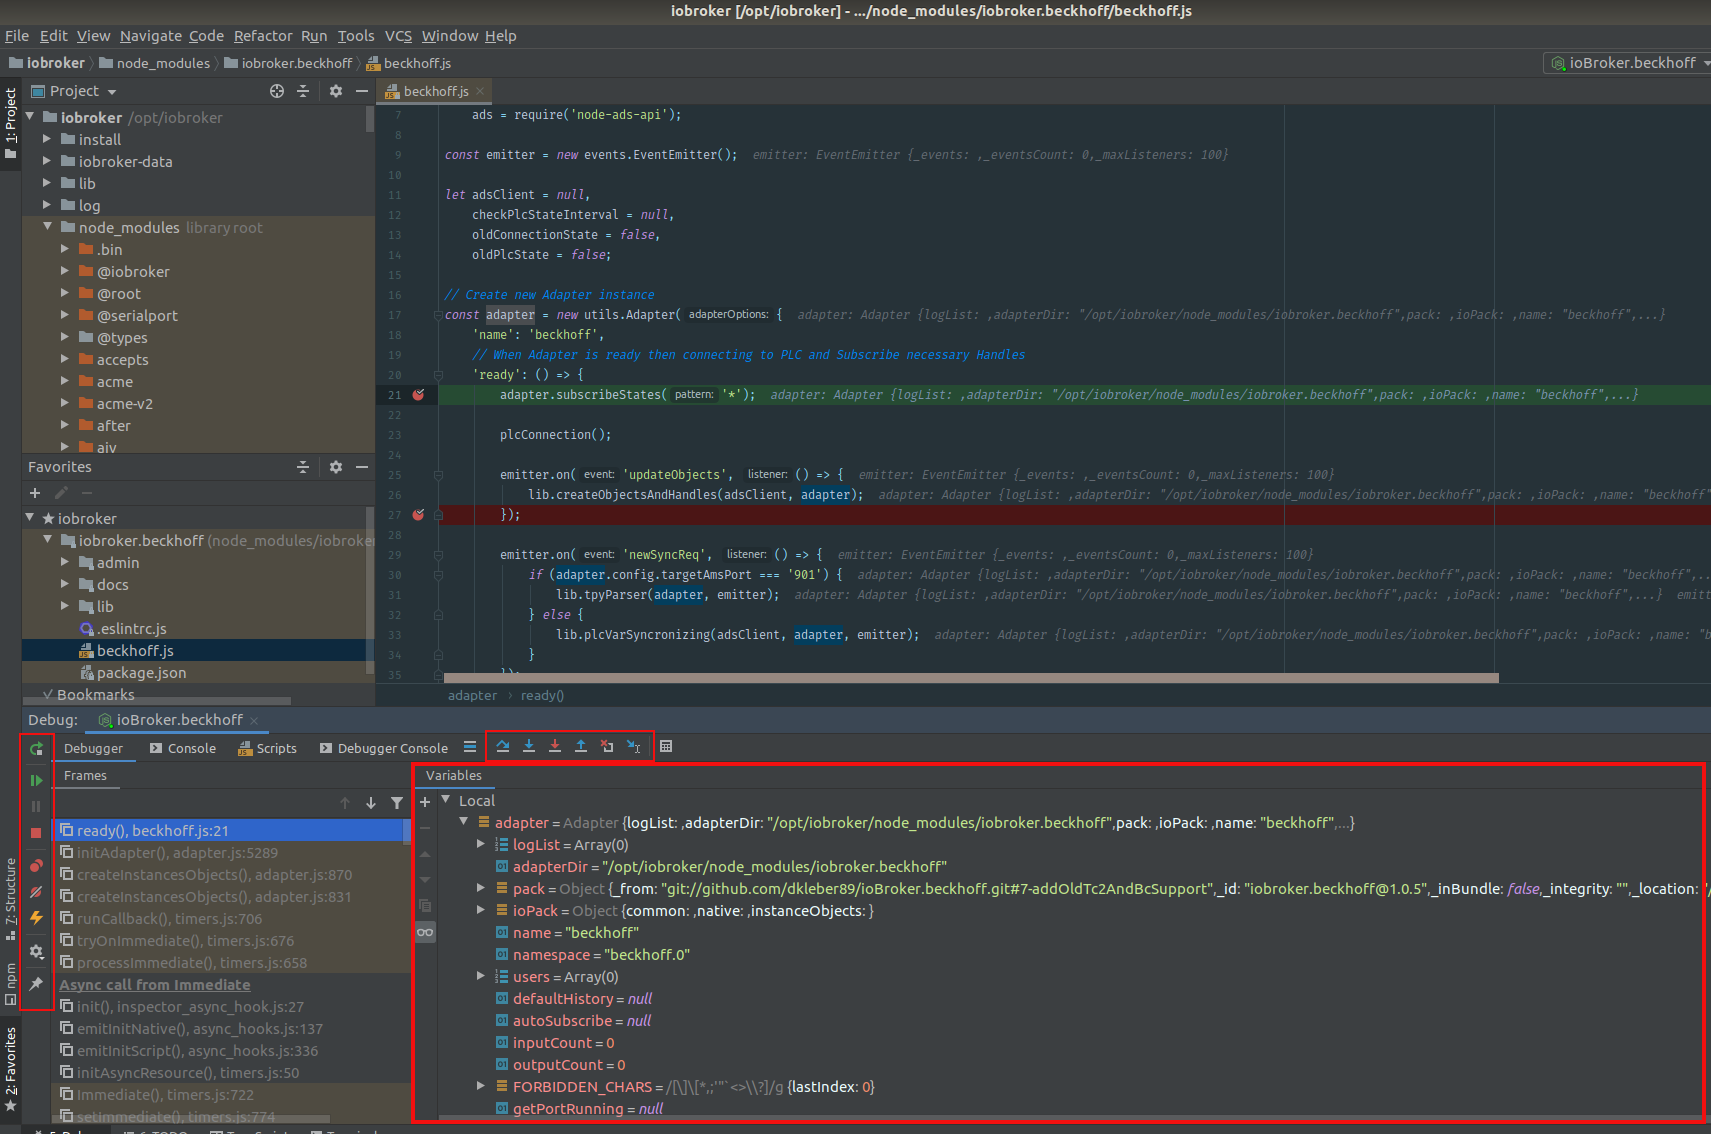 iobroker [/opt/iobroker] - .../node_modules/iobroker.beckhoff/beckhoff.js
File Edit View Navigate Code Refactor Run Tools VCS Window Help
iobroker node_modules iobroker.beckhoff beckhoff.js
ioBroker.beckhoff
1: Project
Project
iobroker /opt/iobroker
install
iobroker-data
lib
log
node_modules library root
.bin
@iobroker
@root
@serialport
@types
accepts
acme
acme-v2
after
ajv
Favorites
iobroker
iobroker.beckhoff (node_modules/iobroker
admin
docs
lib
.eslintrc.js
beckhoff.js
package.json
Bookmarks
beckhoff.js
7 ads = require('node-ads-api');
8
9 const emitter = new events.EventEmitter(); emitter: EventEmitter {_events: ,_eventsCount: 0,_maxListeners: 100}
10
11 let adsClient = null,
12 checkPlcStateInterval = null,
13 oldConnectionState = false,
14 oldPlcState = false;
15
16 // Create new Adapter instance
17 const adapter = new utils.Adapter( adapterOptions: { adapter: Adapter {logList: ,adapterDir: "/opt/iobroker/node_modules/iobroker.beckhoff",pack: ,ioPack: ,name: "beckhoff",...}
18 'name': 'beckhoff',
19 // When Adapter is ready then connecting to PLC and Subscribe necessary Handles
20 'ready': () => {
21 adapter.subscribeStates( pattern: '*'); adapter: Adapter {logList: ,adapterDir: "/opt/iobroker/node_modules/iobroker.beckhoff",pack: ,ioPack: ,name: "beckhoff",...}
22
23 plcConnection();
24
25 emitter.on( event: 'updateObjects', listener: () => { emitter: EventEmitter {_events: ,_eventsCount: 0,_maxListeners: 100}
26 lib.createObjectsAndHandles(adsClient, adapter); adapter: Adapter {logList: ,adapterDir: "/opt/iobroker/node_modules/iobroker.beckhoff",pack: ,ioPack: ,name: "beckhoff"
27 });
28
29 emitter.on( event: 'newSyncReq', listener: () => { emitter: EventEmitter {_events: ,_eventsCount: 0,_maxListeners: 100}
30 if (adapter.config.targetAmsPort === '901') { adapter: Adapter {logList: ,adapterDir: "/opt/iobroker/node_modules/iobroker.beckhoff",pack: ,ioPack: ,name: "beckhoff",..
31 lib.tpyParser(adapter, emitter); adapter: Adapter {logList: ,adapterDir: "/opt/iobroker/node_modules/iobroker.beckhoff",pack: ,ioPack: ,name: "beckhoff",...} emitt
32 } else {
33 lib.plcVarSyncronizing(adsClient, adapter, emitter); adapter: Adapter {logList: ,adapterDir: "/opt/iobroker/node_modules/iobroker.beckhoff",pack: ,ioPack: ,name: "b
34 }
35 });
adapter ready()
Debug: ioBroker.beckhoff
Debugger Console Scripts Debugger Console
Frames
ready(), beckhoff.js:21
initAdapter(), adapter.js:5289
createInstancesObjects(), adapter.js:870
createInstancesObjects(), adapter.js:831
runCallback(), timers.js:706
tryOnImmediate(), timers.js:676
processImmediate(), timers.js:658
Async call from Immediate
init(), inspector_async_hook.js:27
emitInitNative(), async_hooks.js:137
emitInitScript(), async_hooks.js:336
initAsyncResource(), timers.js:50
Immediate(), timers.js:722
setImmediate(), timers.js:774
Variables
Local
adapter = Adapter {logList: ,adapterDir: "/opt/iobroker/node_modules/iobroker.beckhoff",pack: ,ioPack: ,name: "beckhoff",...}
logList = Array(0)
adapterDir = "/opt/iobroker/node_modules/iobroker.beckhoff"
pack = Object {_from: "git://github.com/dkleber89/ioBroker.beckhoff.git#7-addOldTc2AndBcSupport",_id: "iobroker.beckhoff@1.0.5",_inBundle: false,_integrity: "",_location: "/
ioPack = Object {common: ,native: ,instanceObjects: }
name = "beckhoff"
namespace = "beckhoff.0"
users = Array(0)
defaultHistory = null
autoSubscribe = null
inputCount = 0
outputCount = 0
FORBIDDEN_CHARS = /[\]\[*,;'"`<>\\?]/g {lastIndex: 0}
getPortRunning = null
7: Structure
npm
2: Favorites